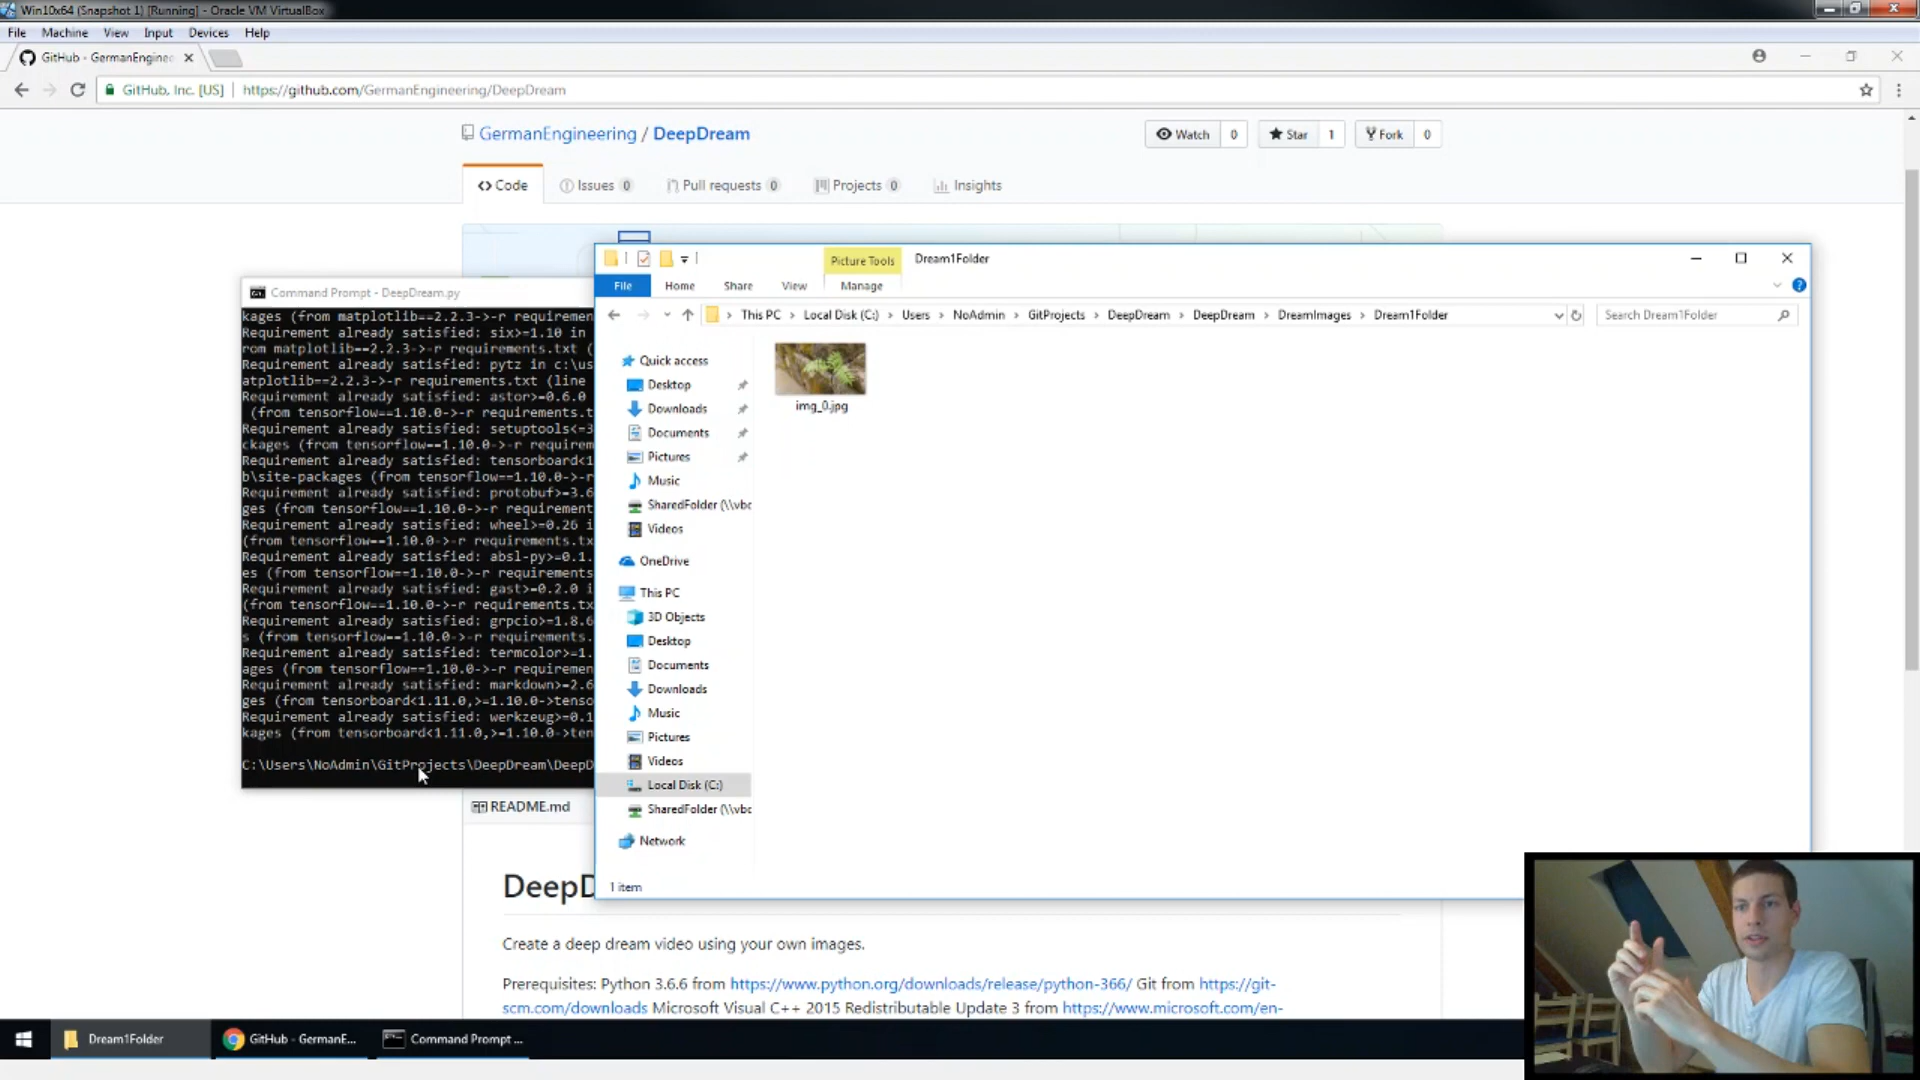 Win10x64 (Snapshot 1) [Running] - Oracle VM VirtualBox
File Machine View Input Devices Help
GitHub - GermanEngine
GitHub, Inc. [US] | https://github.com/GermanEngineering/DeepDream
GermanEngineering / DeepDream
Watch 0 Star 1 Fork 0
<> Code Issues 0 Pull requests 0 Projects 0 Insights
Command Prompt - DeepDream.py
kages (from matplotlib==2.2.3->-r requiremen
Requirement already satisfied: six>=1.10 in
rom matplotlib==2.2.3->-r requirements.txt (
Requirement already satisfied: pytz in c:\us
atplotlib==2.2.3->-r requirements.txt (line
Requirement already satisfied: astor>=0.6.0
(from tensorflow==1.10.0->-r requirements.t
Requirement already satisfied: setuptools<=3
ckages (from tensorflow==1.10.0->-r requirem
Requirement already satisfied: tensorboard<1
b\site-packages (from tensorflow==1.10.0->-r
Requirement already satisfied: protobuf>=3.6
ges (from tensorflow==1.10.0->-r requirement
Requirement already satisfied: wheel>=0.26 i
(from tensorflow==1.10.0->-r requirements.tx
Requirement already satisfied: absl-py>=0.1.
es (from tensorflow==1.10.0->-r requirements
Requirement already satisfied: gast>=0.2.0 i
(from tensorflow==1.10.0->-r requirements.tx
Requirement already satisfied: grpcio>=1.8.6
s (from tensorflow==1.10.0->-r requirements.
Requirement already satisfied: termcolor>=1.
ages (from tensorflow==1.10.0->-r requiremen
Requirement already satisfied: markdown>=2.6
ges (from tensorboard<1.11.0,>=1.10.0->tenso
Requirement already satisfied: werkzeug>=0.1
kages (from tensorboard<1.11.0,>=1.10.0->ten
C:\Users\NoAdmin\GitProjects\DeepDream\DeepD
Picture Tools Dream1Folder
File Home Share View Manage
This PC > Local Disk (C:) > Users > NoAdmin > GitProjects > DeepDream > DeepDream > DreamImages > Dream1Folder
Search Dream1Folder
Quick access
Desktop
Downloads
Documents
Pictures
Music
SharedFolder (\\vbc
Videos
OneDrive
This PC
3D Objects
Desktop
Documents
Downloads
Music
Pictures
Videos
Local Disk (C:)
SharedFolder (\\vbc
Network
img_0.jpg
1 item
README.md
DeepD
Create a deep dream video using your own images.
Prerequisites: Python 3.6.6 from https://www.python.org/downloads/release/python-366/ Git from https://git-
scm.com/downloads Microsoft Visual C++ 2015 Redistributable Update 3 from https://www.microsoft.com/en-
Dream1Folder
GitHub - GermanE...
Command Prompt ...